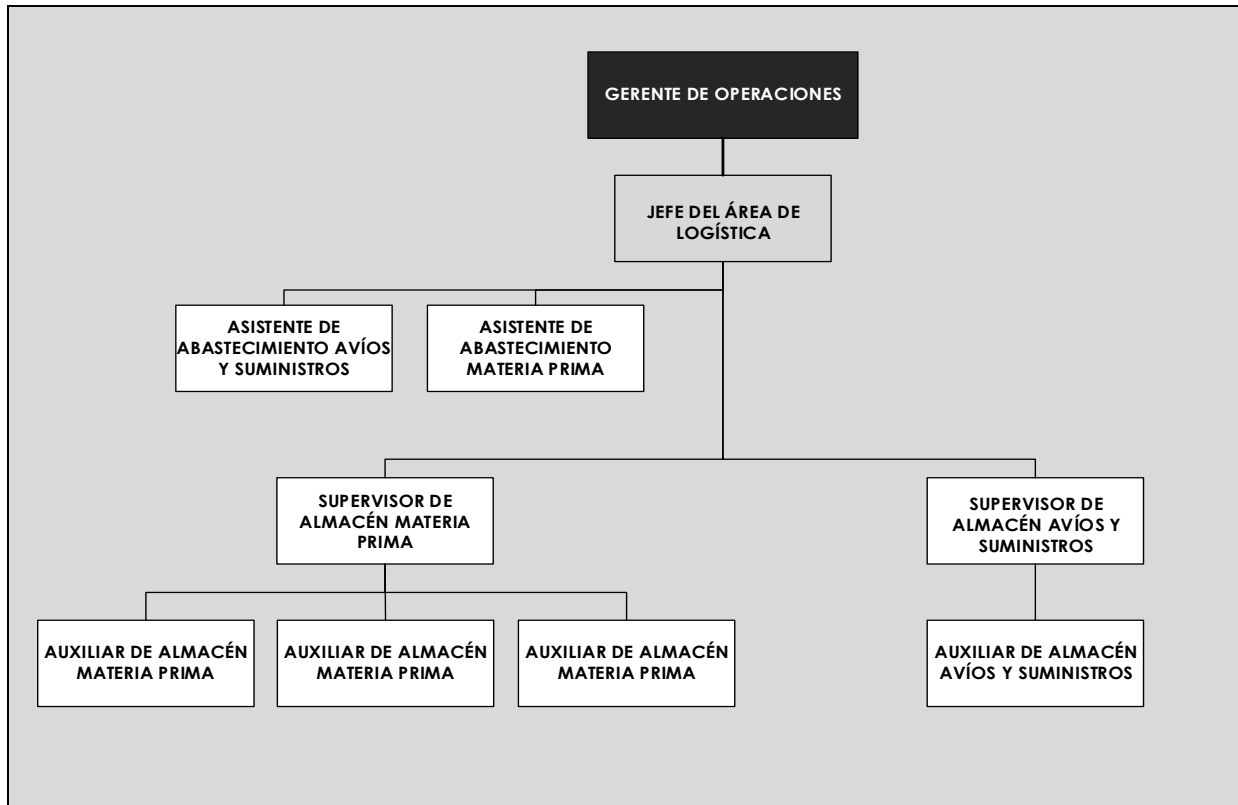 GERENTE DE OPERACIONES
JEFE DEL ÁREA DE
LOGÍSTICA
ASISTENTE DE
ABASTECIMIENTO AVÍOS
Y SUMINISTROS
ASISTENTE DE
ABASTECIMIENTO
MATERIA PRIMA
SUPERVISOR DE
ALMACÉN MATERIA
PRIMA
SUPERVISOR DE
ALMACÉN AVÍOS Y
SUMINISTROS
AUXILIAR DE ALMACÉN
MATERIA PRIMA
AUXILIAR DE ALMACÉN
MATERIA PRIMA
AUXILIAR DE ALMACÉN
MATERIA PRIMA
AUXILIAR DE ALMACÉN
AVÍOS Y SUMINISTROS